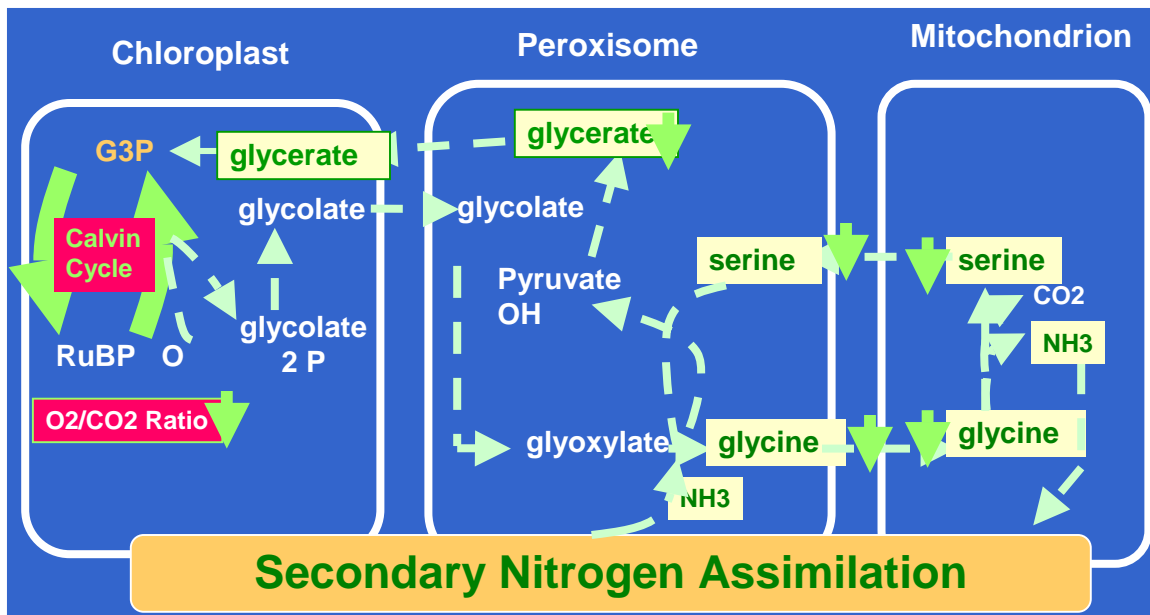 Chloroplast
Peroxisome
Mitochondrion
G3P
glycerate
glycerate
glycolate
glycolate
Calvin
Cycle
serine
serine
Pyruvate
OH
CO2
glycolate
2 P
RuBP
O
NH3
O2/CO2 Ratio
glyoxylate
glycine
glycine
NH3
Secondary Nitrogen Assimilation